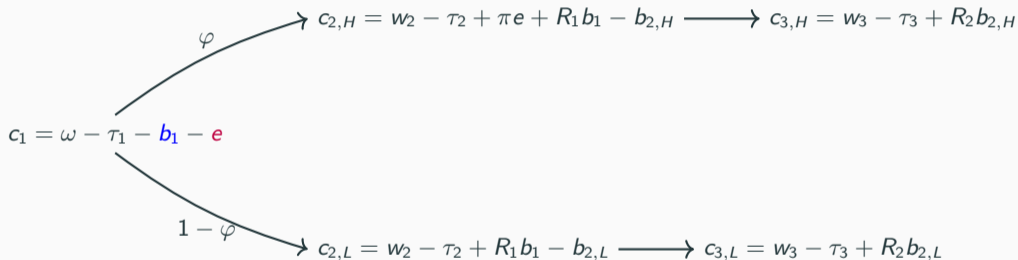 c₂,H = w₂ − τ₂ + πe + R₁b₁ − b₂,H ⟶ c₃,H = w₃ − τ₃ + R₂b₂,H
φ
c₁ = ω − τ₁ − b₁ − e
1 − φ
c₂,L = w₂ − τ₂ + R₁b₁ − b₂,L ⟶ c₃,L = w₃ − τ₃ + R₂b₂,L